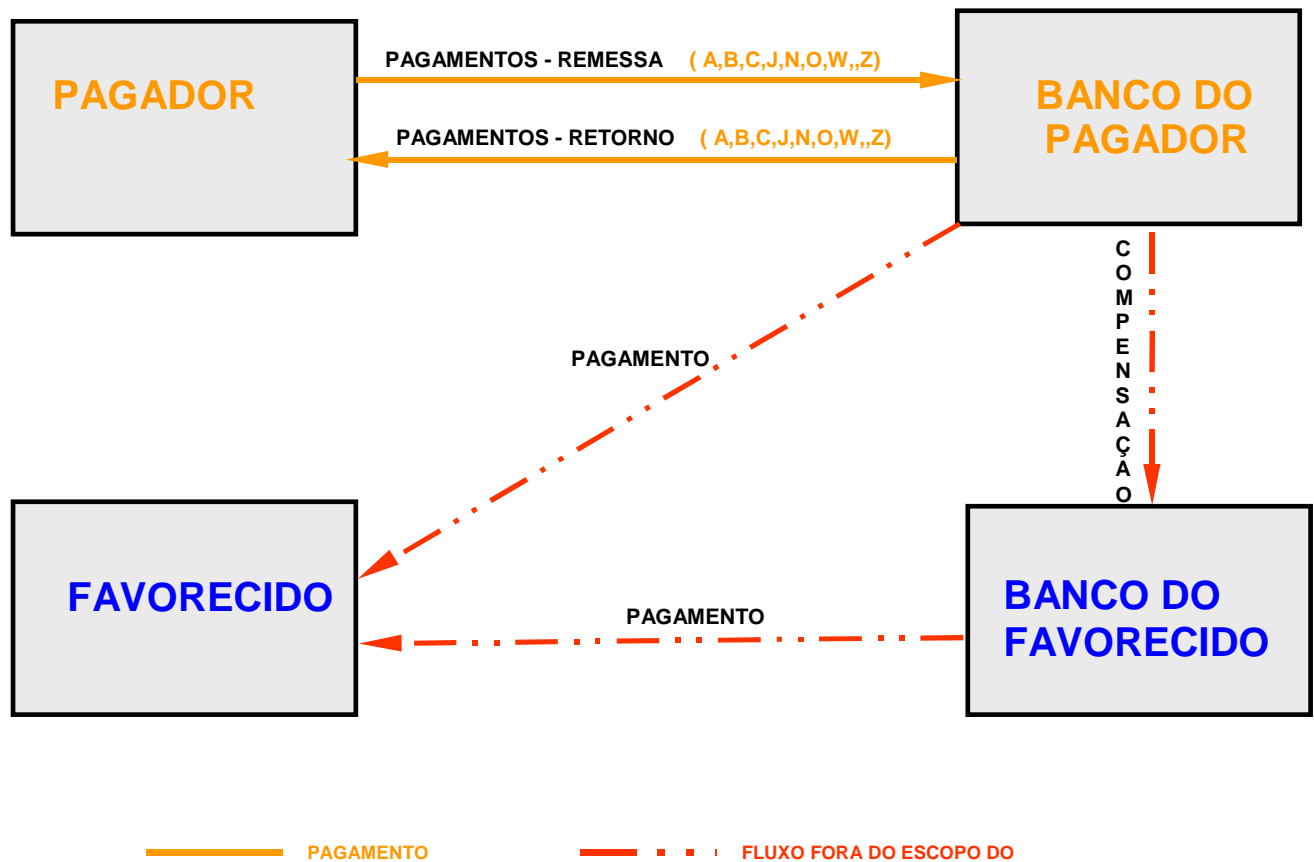 PAGAMENTOS - REMESSA ( A,B,C,J,N,O,W,,Z)
PAGADOR
BANCO DO
PAGADOR
PAGAMENTOS - RETORNO ( A,B,C,J,N,O,W,,Z)
COMPENSAÇAO
PAGAMENTO
FAVORECIDO
BANCO DO
FAVORECIDO
PAGAMENTO
PAGAMENTO
FLUXO FORA DO ESCOPO DO